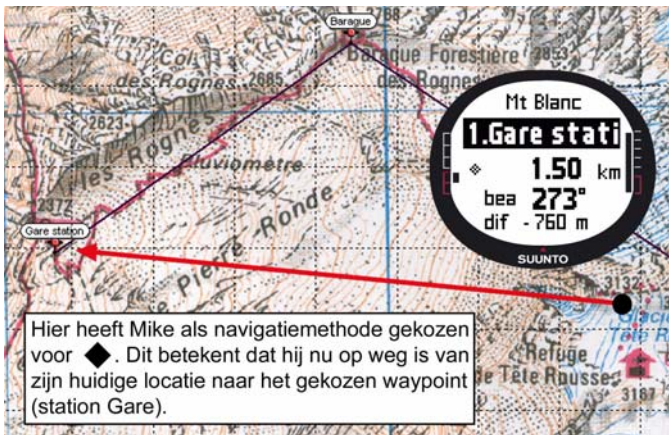 Barague
2768
Baraque Forestière
des Rognes
Col
des Rognes
2685
2623
les Rognes
Pluviomètre
2372
Gare station
Pierre Ronde
Mt Blanc
1.Gare stati
1.50 km
bea 273°
dif -760 m
SUUNTO
Tête R
Refuge
de Tête Rousse
3187
Hier heeft Mike als navigatiemethode gekozen
voor ◆. Dit betekent dat hij nu op weg is van
zijn huidige locatie naar het gekozen waypoint
(station Gare).